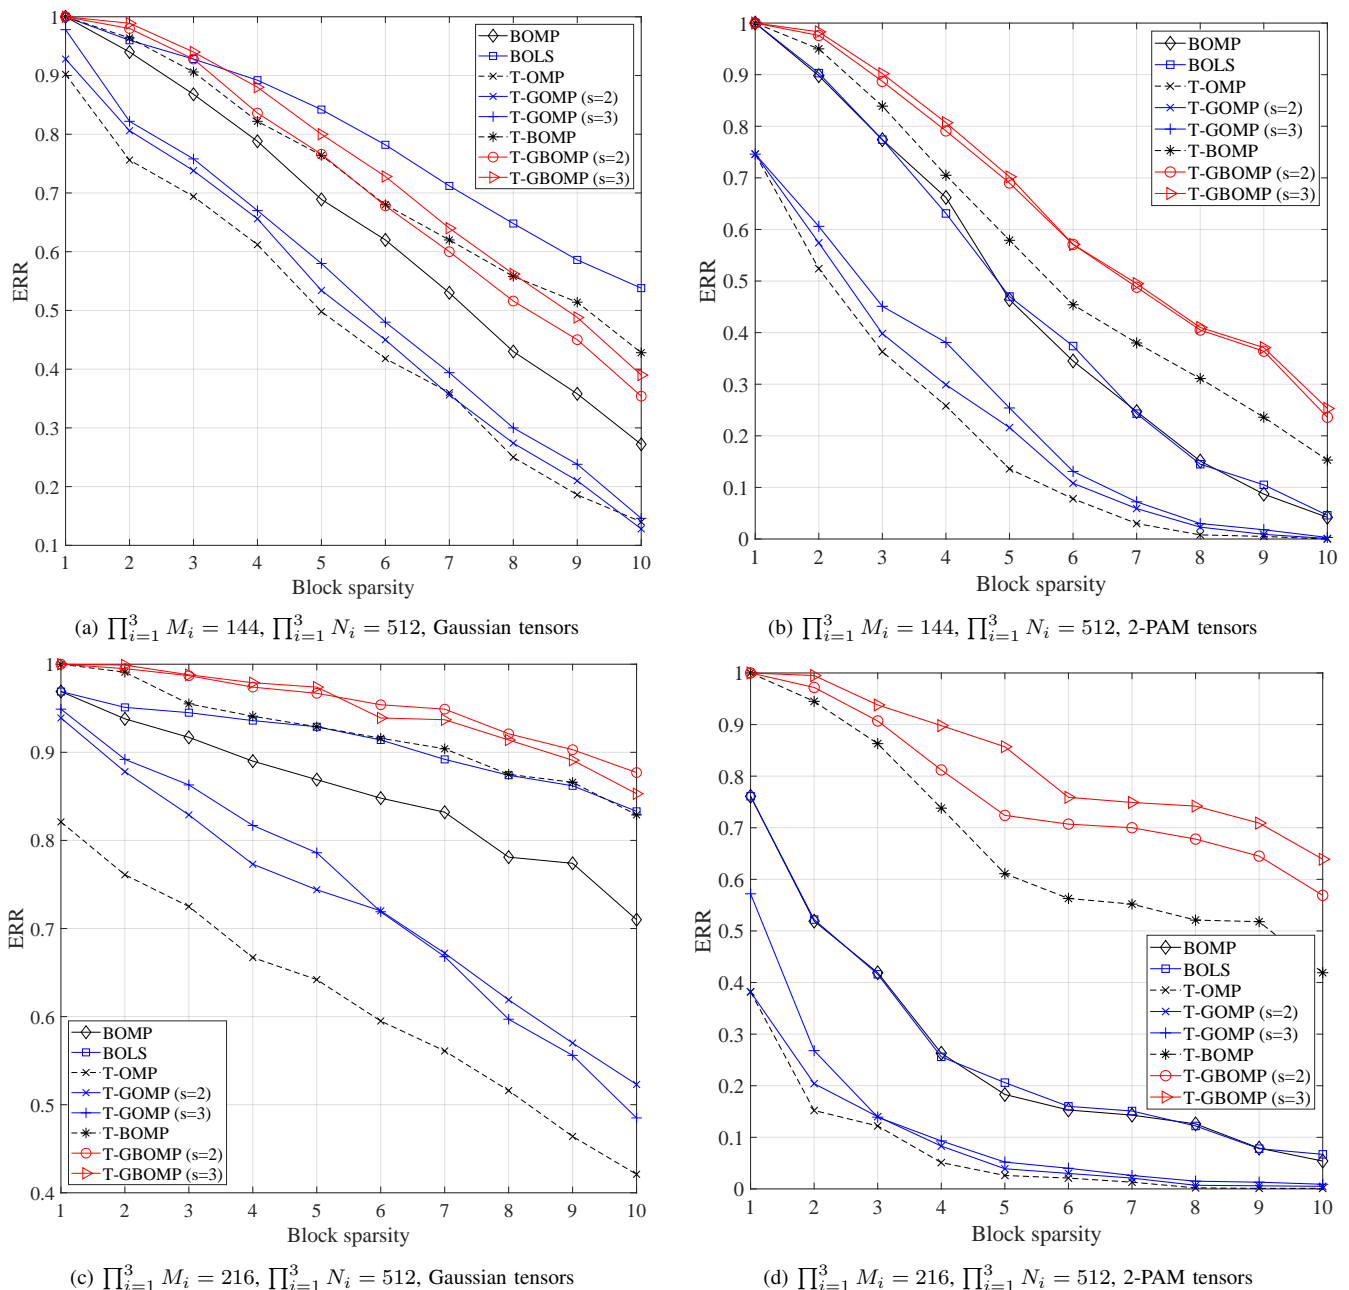 1
0.9
0.8
0.7
0.6
0.5
0.4
0.3
0.2
0.1
ERR
1 2 3 4 5 6 7 8 9 10
Block sparsity
BOMP
BOLS
T-OMP
T-GOMP (s=2)
T-GOMP (s=3)
T-BOMP
T-GBOMP (s=2)
T-GBOMP (s=3)
(a) ∏³ᵢ₌₁ Mᵢ = 144, ∏³ᵢ₌₁ Nᵢ = 512, Gaussian tensors
1
0.9
0.8
0.7
0.6
0.5
0.4
0.3
0.2
0.1
0
ERR
1 2 3 4 5 6 7 8 9 10
Block sparsity
BOMP
BOLS
T-OMP
T-GOMP (s=2)
T-GOMP (s=3)
T-BOMP
T-GBOMP (s=2)
T-GBOMP (s=3)
(b) ∏³ᵢ₌₁ Mᵢ = 144, ∏³ᵢ₌₁ Nᵢ = 512, 2-PAM tensors
1
0.9
0.8
0.7
0.6
0.5
0.4
ERR
1 2 3 4 5 6 7 8 9 10
Block sparsity
BOMP
BOLS
T-OMP
T-GOMP (s=2)
T-GOMP (s=3)
T-BOMP
T-GBOMP (s=2)
T-GBOMP (s=3)
(c) ∏³ᵢ₌₁ Mᵢ = 216, ∏³ᵢ₌₁ Nᵢ = 512, Gaussian tensors
1
0.9
0.8
0.7
0.6
0.5
0.4
0.3
0.2
0.1
0
ERR
1 2 3 4 5 6 7 8 9 10
Block sparsity
BOMP
BOLS
T-OMP
T-GOMP (s=2)
T-GOMP (s=3)
T-BOMP
T-GBOMP (s=2)
T-GBOMP (s=3)
(d) ∏³ᵢ₌₁ Mᵢ = 216, ∏³ᵢ₌₁ Nᵢ = 512, 2-PAM tensors